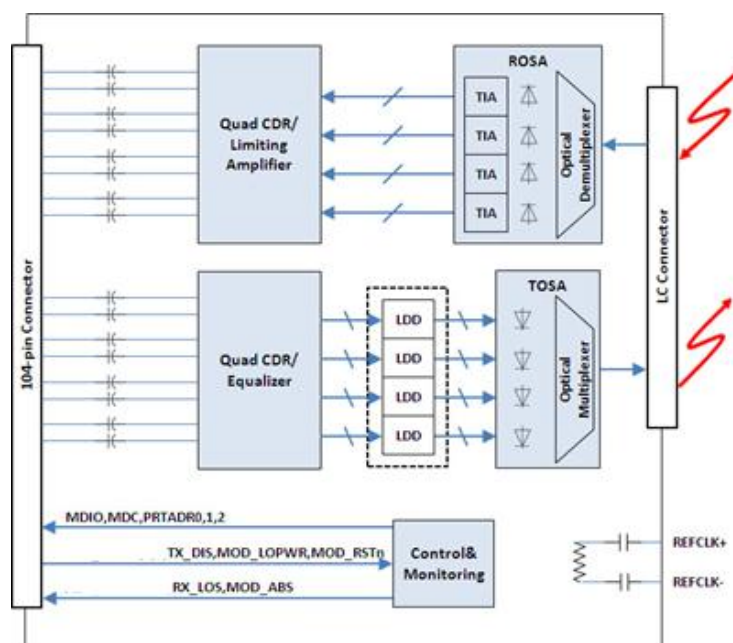 104-pin Connector
Quad CDR/
Limiting
Amplifier
ROSA
TIA
TIA
TIA
TIA
Optical
Demultiplexer
LC Connector
Quad CDR/
Equalizer
LDD
LDD
LDD
LDD
TOSA
Optical
Multiplexer
MDIO,MDC,PRTADR0,1,2
TX_DIS,MOD_LOPWR,MOD_RSTn
RX_LOS,MOD_ABS
Control&
Monitoring
REFCLK+
REFCLK-